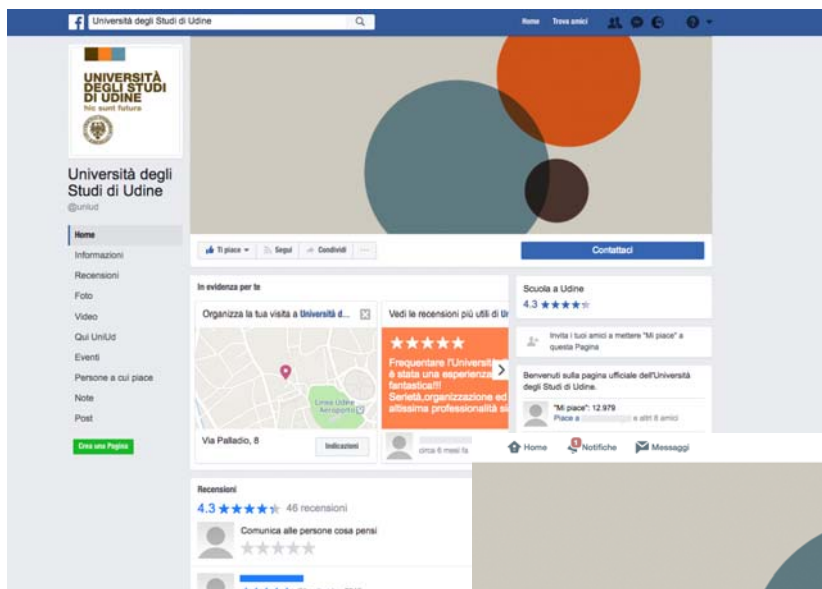 Università degli Studi di Udine
Home Trova amici
UNIVERSITÀ
DEGLI STUDI
DI UDINE
hic sunt futura
Università degli
Studi di Udine
@uniud
Home
Informazioni
Recensioni
Foto
Video
Qui UniUd
Eventi
Persone a cui piace
Note
Post
Crea una Pagina
Ti piace Segui Condividi ...
Contattaci
In evidenza per te
Organizza la tua visita a Università d...
Linea Udine
Aeroporto
Via Palladio, 8
Indicazioni
Vedi le recensioni più utili di
Frequentare l'Università
è stata una esperienza
fantastica!!!
Serietà,organizzazione ed
altissima professionalità
circa 6 mesi fa
Scuola a Udine
4.3
Invita i tuoi amici a mettere "Mi piace" a
questa Pagina
Benvenuti sulla pagina ufficiale dell'Università
degli Studi di Udine.
"Mi piace": 12.979
Piace a e altri 8 amici
Home 1 Notifiche Messaggi
Recensioni
4.3 46 recensioni
Comunica alle persone cosa pensi